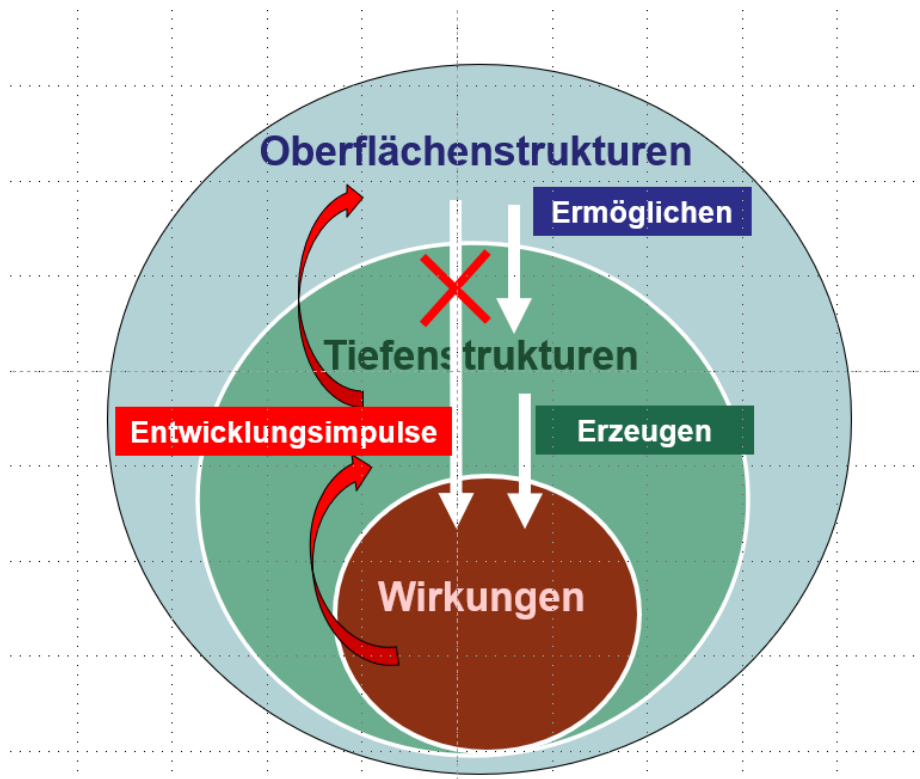 Oberflächenstrukturen
Ermöglichen
Tiefenstrukturen
Entwicklungsimpulse
Erzeugen
Wirkungen